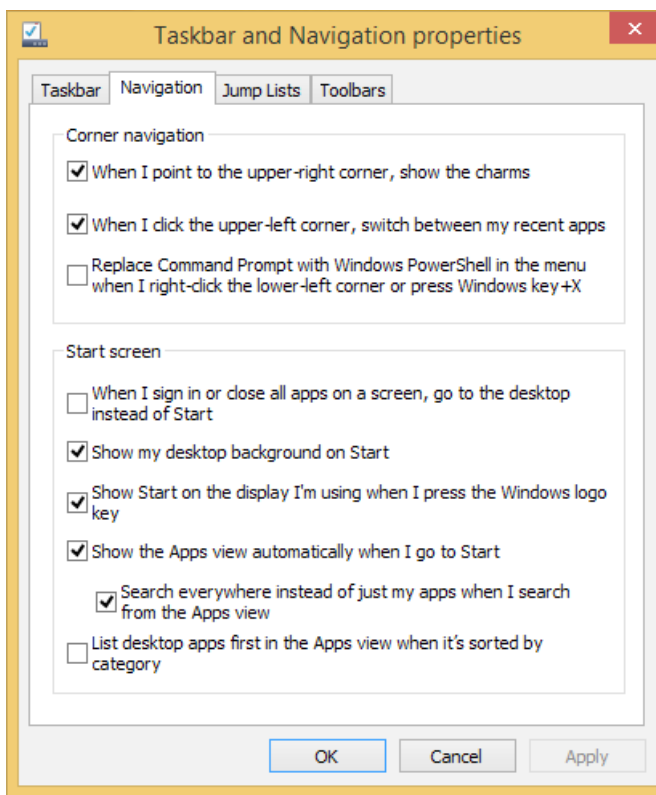 Taskbar and Navigation properties
Taskbar
Navigation
Jump Lists
Toolbars
Corner navigation
When I point to the upper-right corner, show the charms
When I click the upper-left corner, switch between my recent apps
Replace Command Prompt with Windows PowerShell in the menu
when I right-click the lower-left corner or press Windows key+X
Start screen
When I sign in or close all apps on a screen, go to the desktop
instead of Start
Show my desktop background on Start
Show Start on the display I'm using when I press the Windows logo
key
Show the Apps view automatically when I go to Start
Search everywhere instead of just my apps when I search
from the Apps view
List desktop apps first in the Apps view when it's sorted by
category
OK
Cancel
Apply